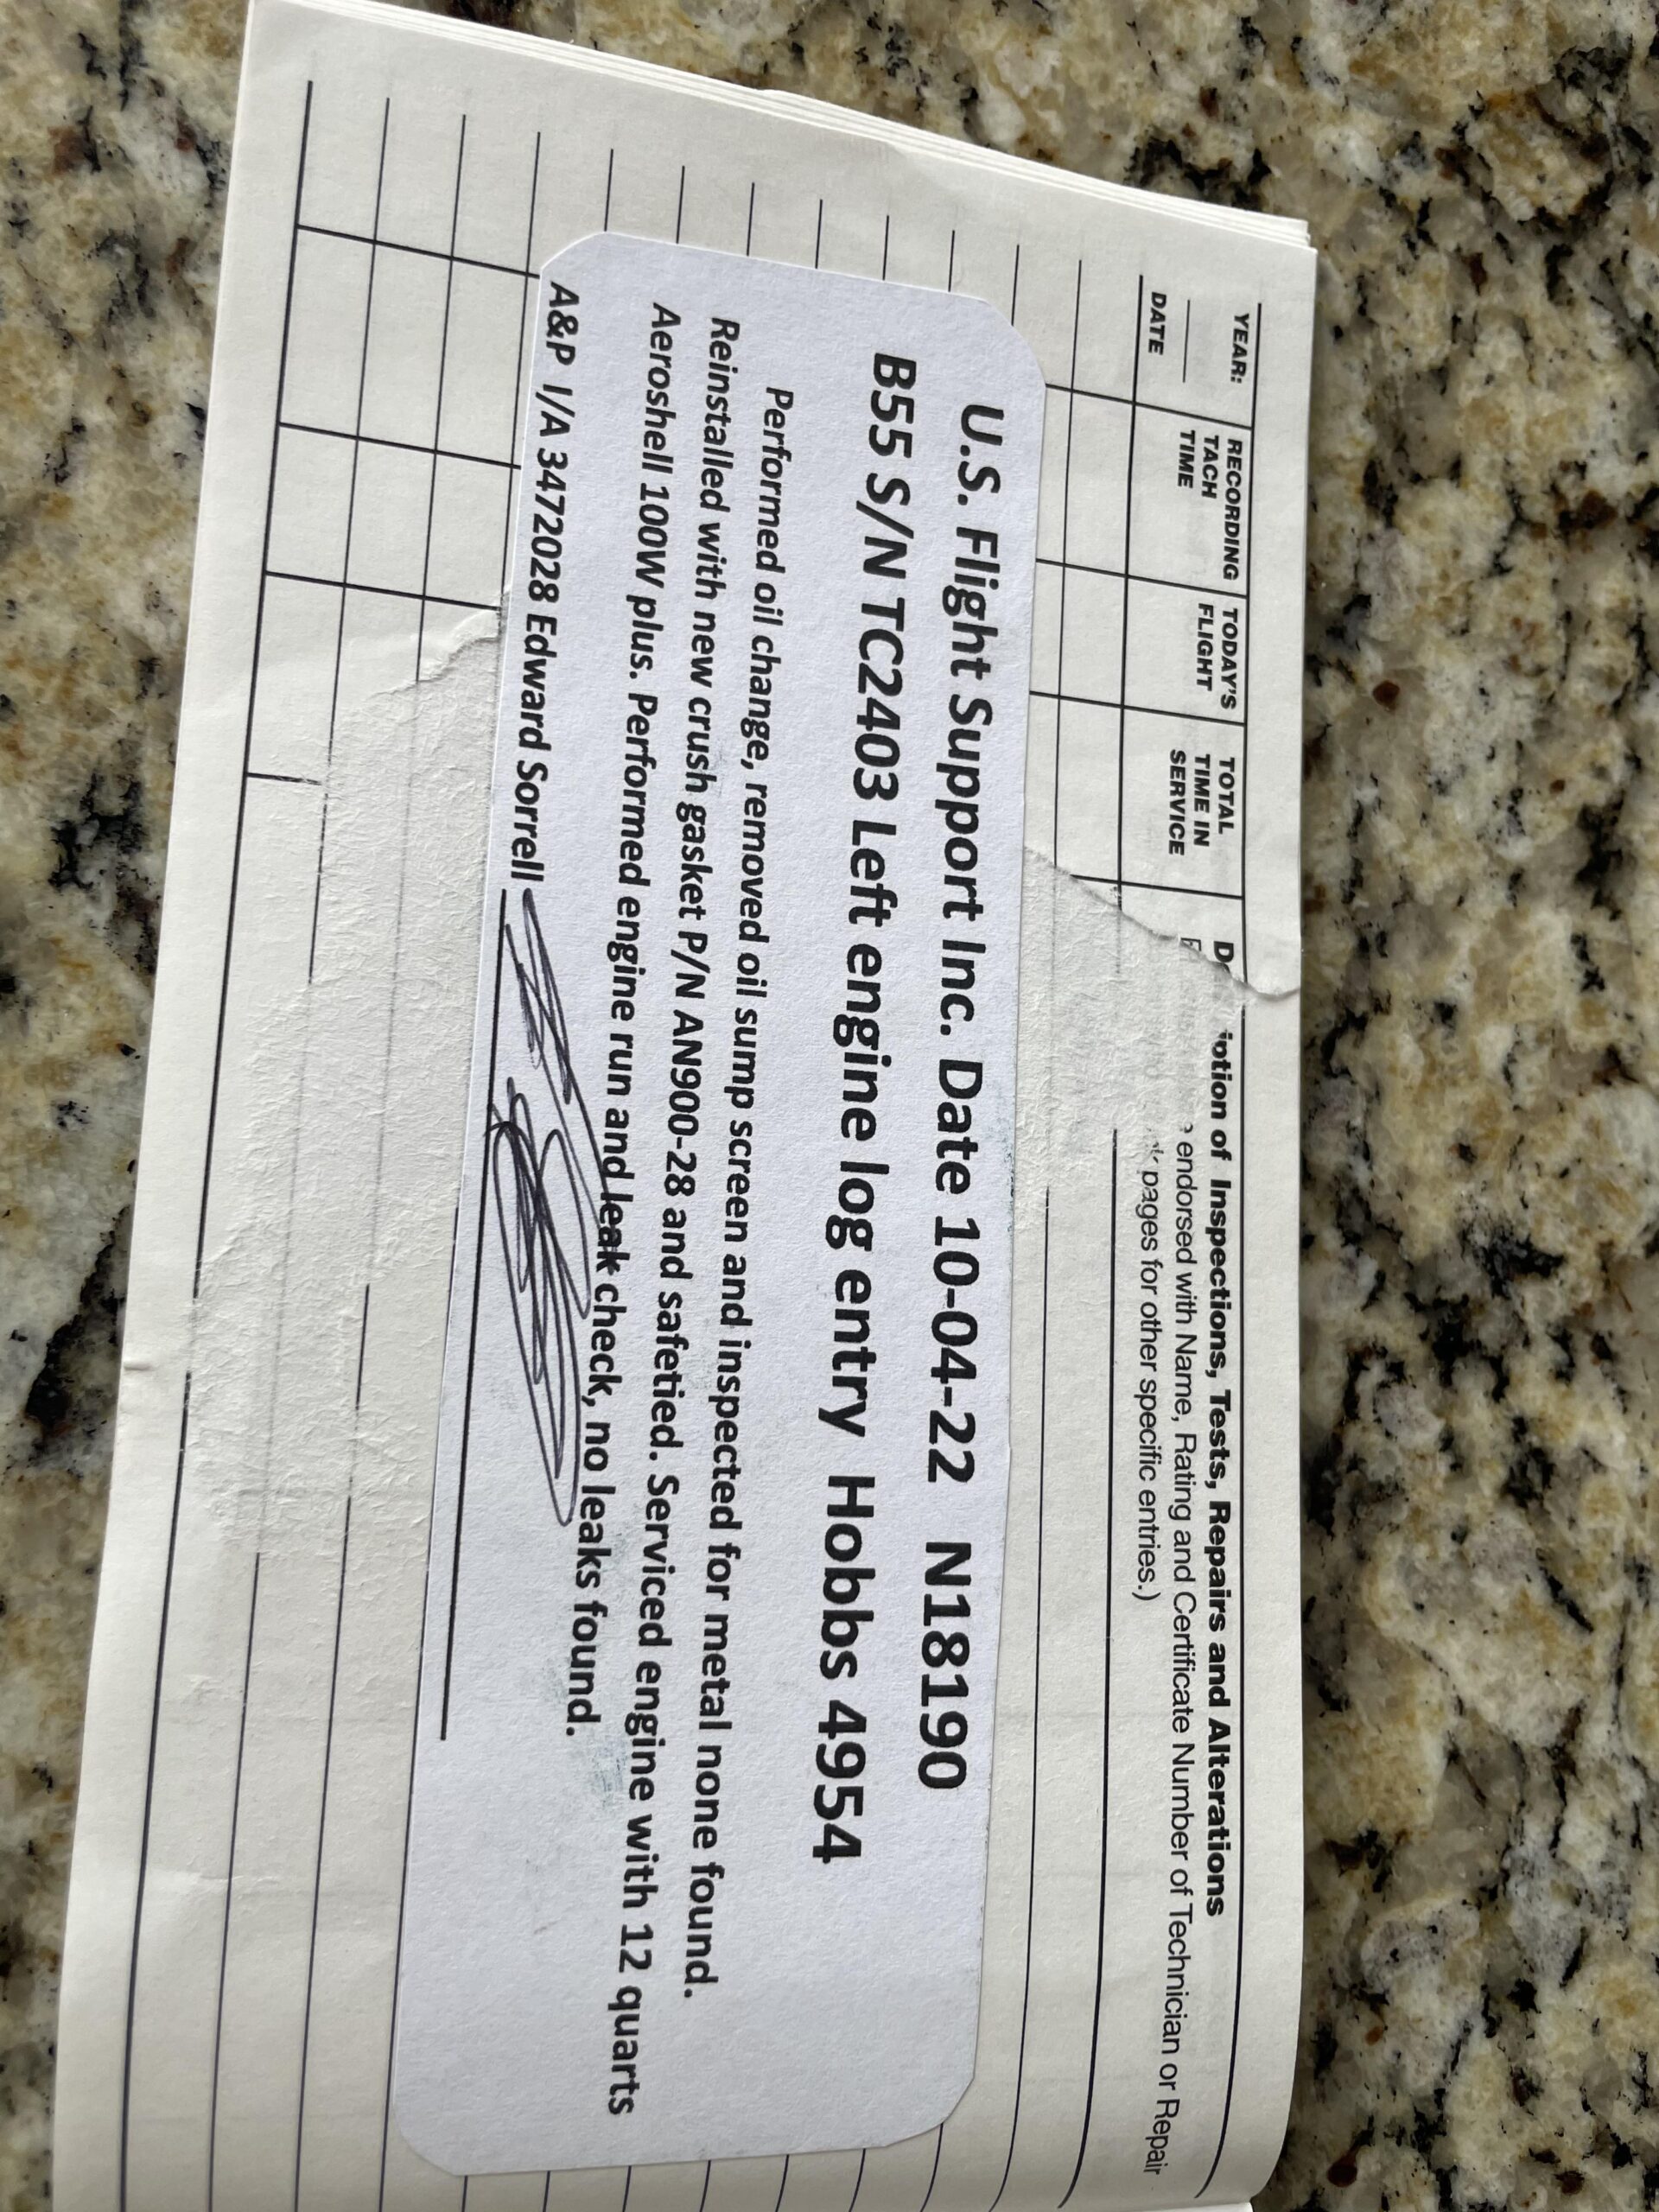 YEAR:
DATE
RECORDING
TACH
TIME
TODAY'S
FLIGHT
TOTAL
TIME IN
SERVICE
iption of Inspections, Tests, Repairs and Alterations
endorsed with Name, Rating and Certificate Number of Technician or Repair
pages for other specific entries.)
U.S. Flight Support Inc. Date 10-04-22 N18190
B55 S/N TC2403 Left engine log entry Hobbs 4954
Performed oil change, removed oil sump screen and inspected for metal none found.
Reinstalled with new crush gasket P/N AN900-28 and safetied. Serviced engine with 12 quarts
Aeroshell 100W plus. Performed engine run and leak check, no leaks found.
A&P I/A 3472028 Edward Sorrell